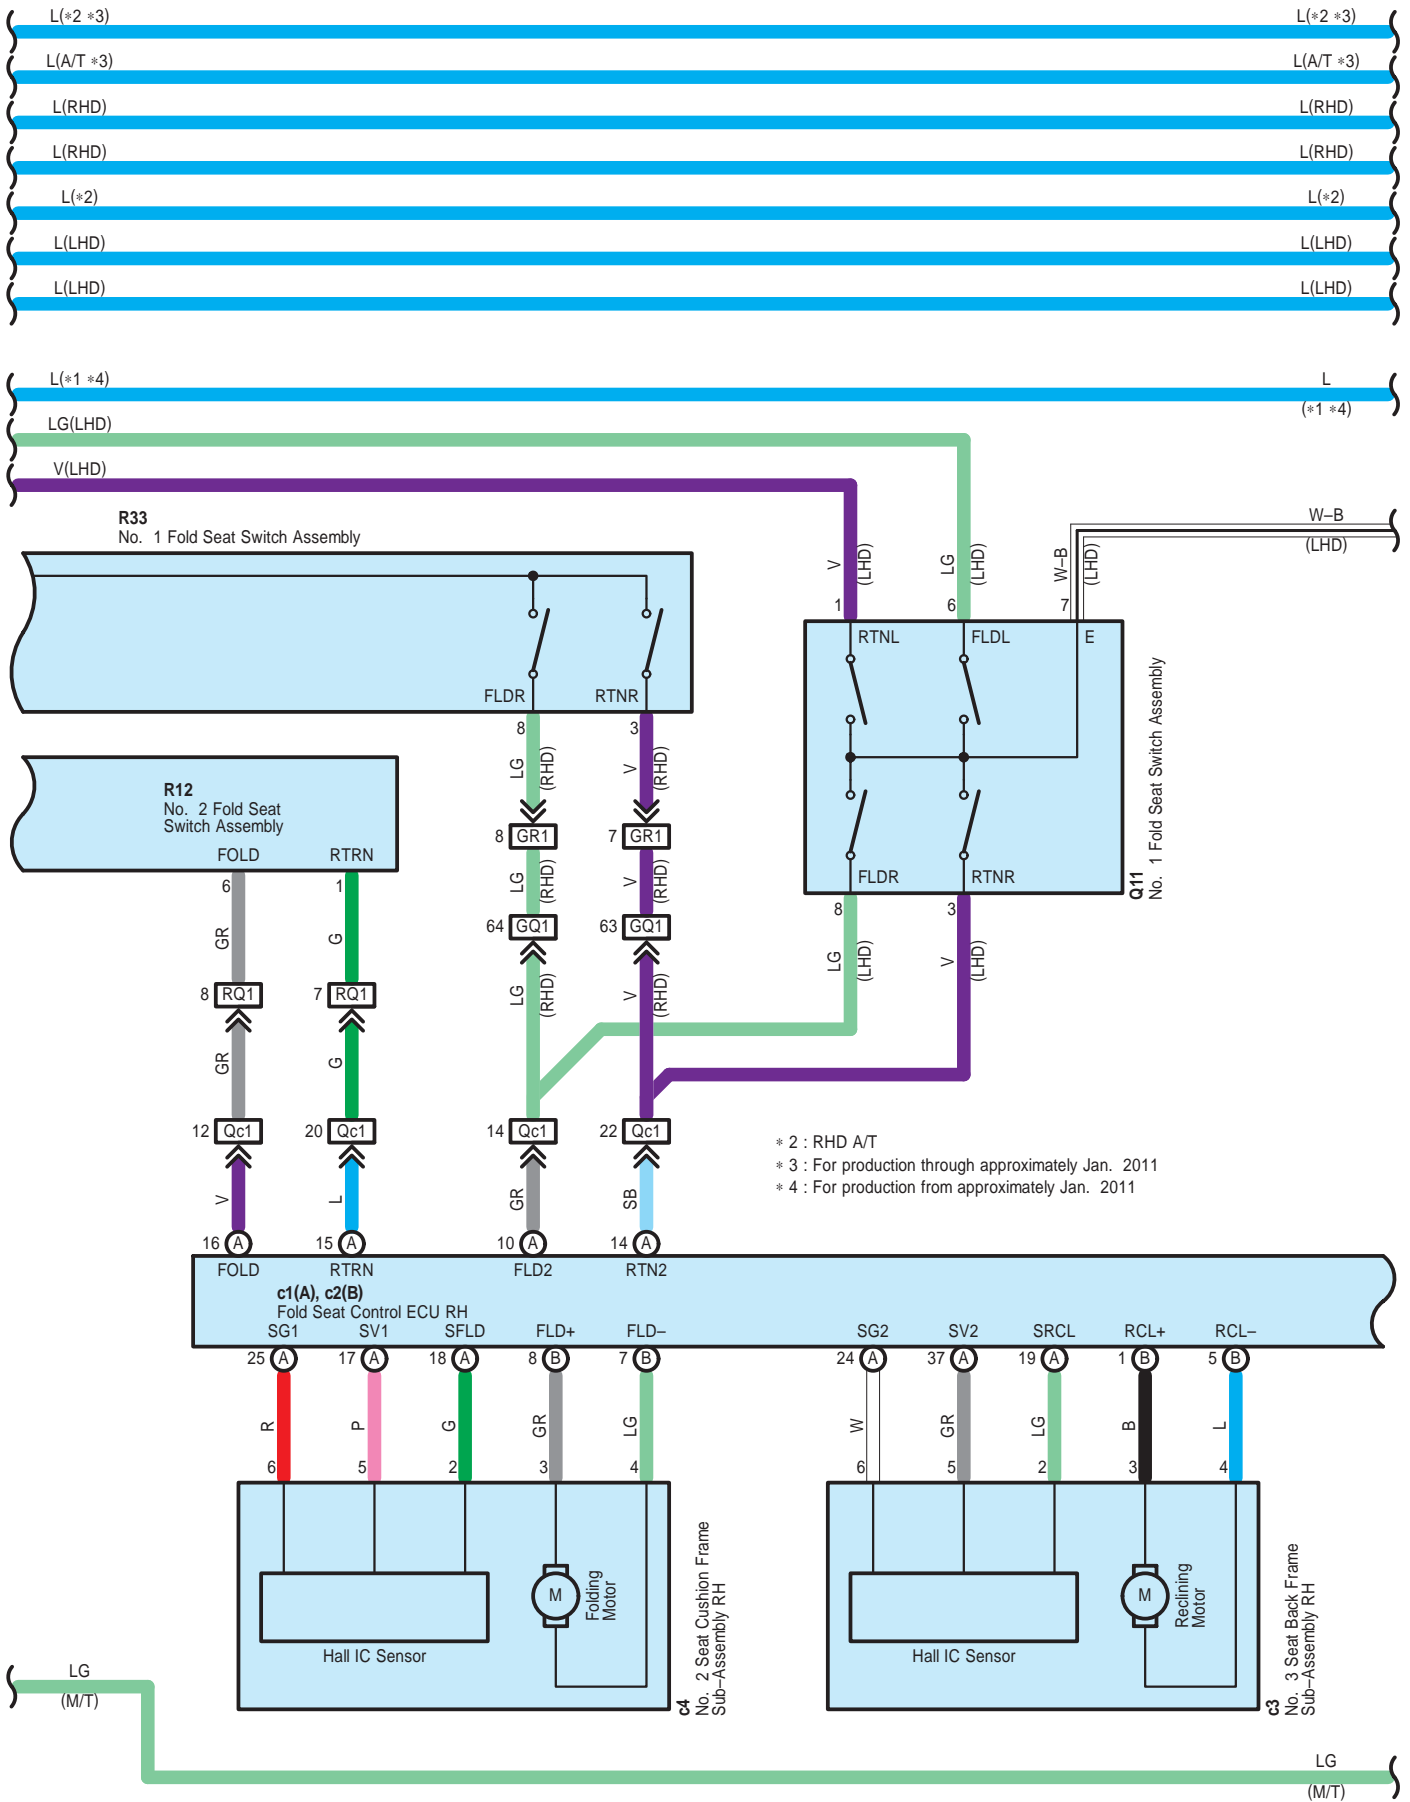 L(∗2 ∗3) L(∗2 ∗3)
L(A/T ∗3) L(A/T ∗3)
L(RHD) L(RHD)
L(RHD) L(RHD)
L(∗2) L(∗2)
L(LHD) L(LHD)
L(LHD) L(LHD)
L(∗1 ∗4) L
(∗1 ∗4)
LG(LHD)
V(LHD)
W–B
(LHD)
R33
No. 1 Fold Seat Switch Assembly
V
(LHD)
LG
(LHD)
W–B
(LHD)
1 6 7
RTNL FLDL E
FLDR RTNR
8 3
LG
(RHD)
V
(RHD)
Q11
No. 1 Fold Seat Switch Assembly
FLDR RTNR
8 3
LG
(LHD)
V
(LHD)
R12
No. 2 Fold Seat
Switch Assembly
FOLD RTRN
6 1
GR G
8 GR1 7 GR1
LG
(RHD)
V
(RHD)
64 GQ1 63 GQ1
LG
(RHD)
V
(RHD)
8 RQ1 7 RQ1
GR G
12 Qc1 20 Qc1 14 Qc1 22 Qc1
V L GR SB
∗ 2 : RHD A/T
∗ 3 : For production through approximately Jan. 2011
∗ 4 : For production from approximately Jan. 2011
16 A 15 A 10 A 14 A
FOLD RTRN FLD2 RTN2
c1(A), c2(B)
Fold Seat Control ECU RH
SG1 SV1 SFLD FLD+ FLD– SG2 SV2 SRCL RCL+ RCL–
25 A 17 A 18 A 8 B 7 B 24 A 37 A 19 A 1 B 5 B
R P G GR LG W GR LG B L
6 5 2 3 4 6 5 2 3 4
M
Folding
Motor
Hall IC Sensor
c4
No. 2 Seat Cushion Frame
Sub–Assembly RH
M
Reclining
Motor
Hall IC Sensor
c3
No. 3 Seat Back Frame
Sub–Assembly RH
LG
(M/T)
LG
(M/T)